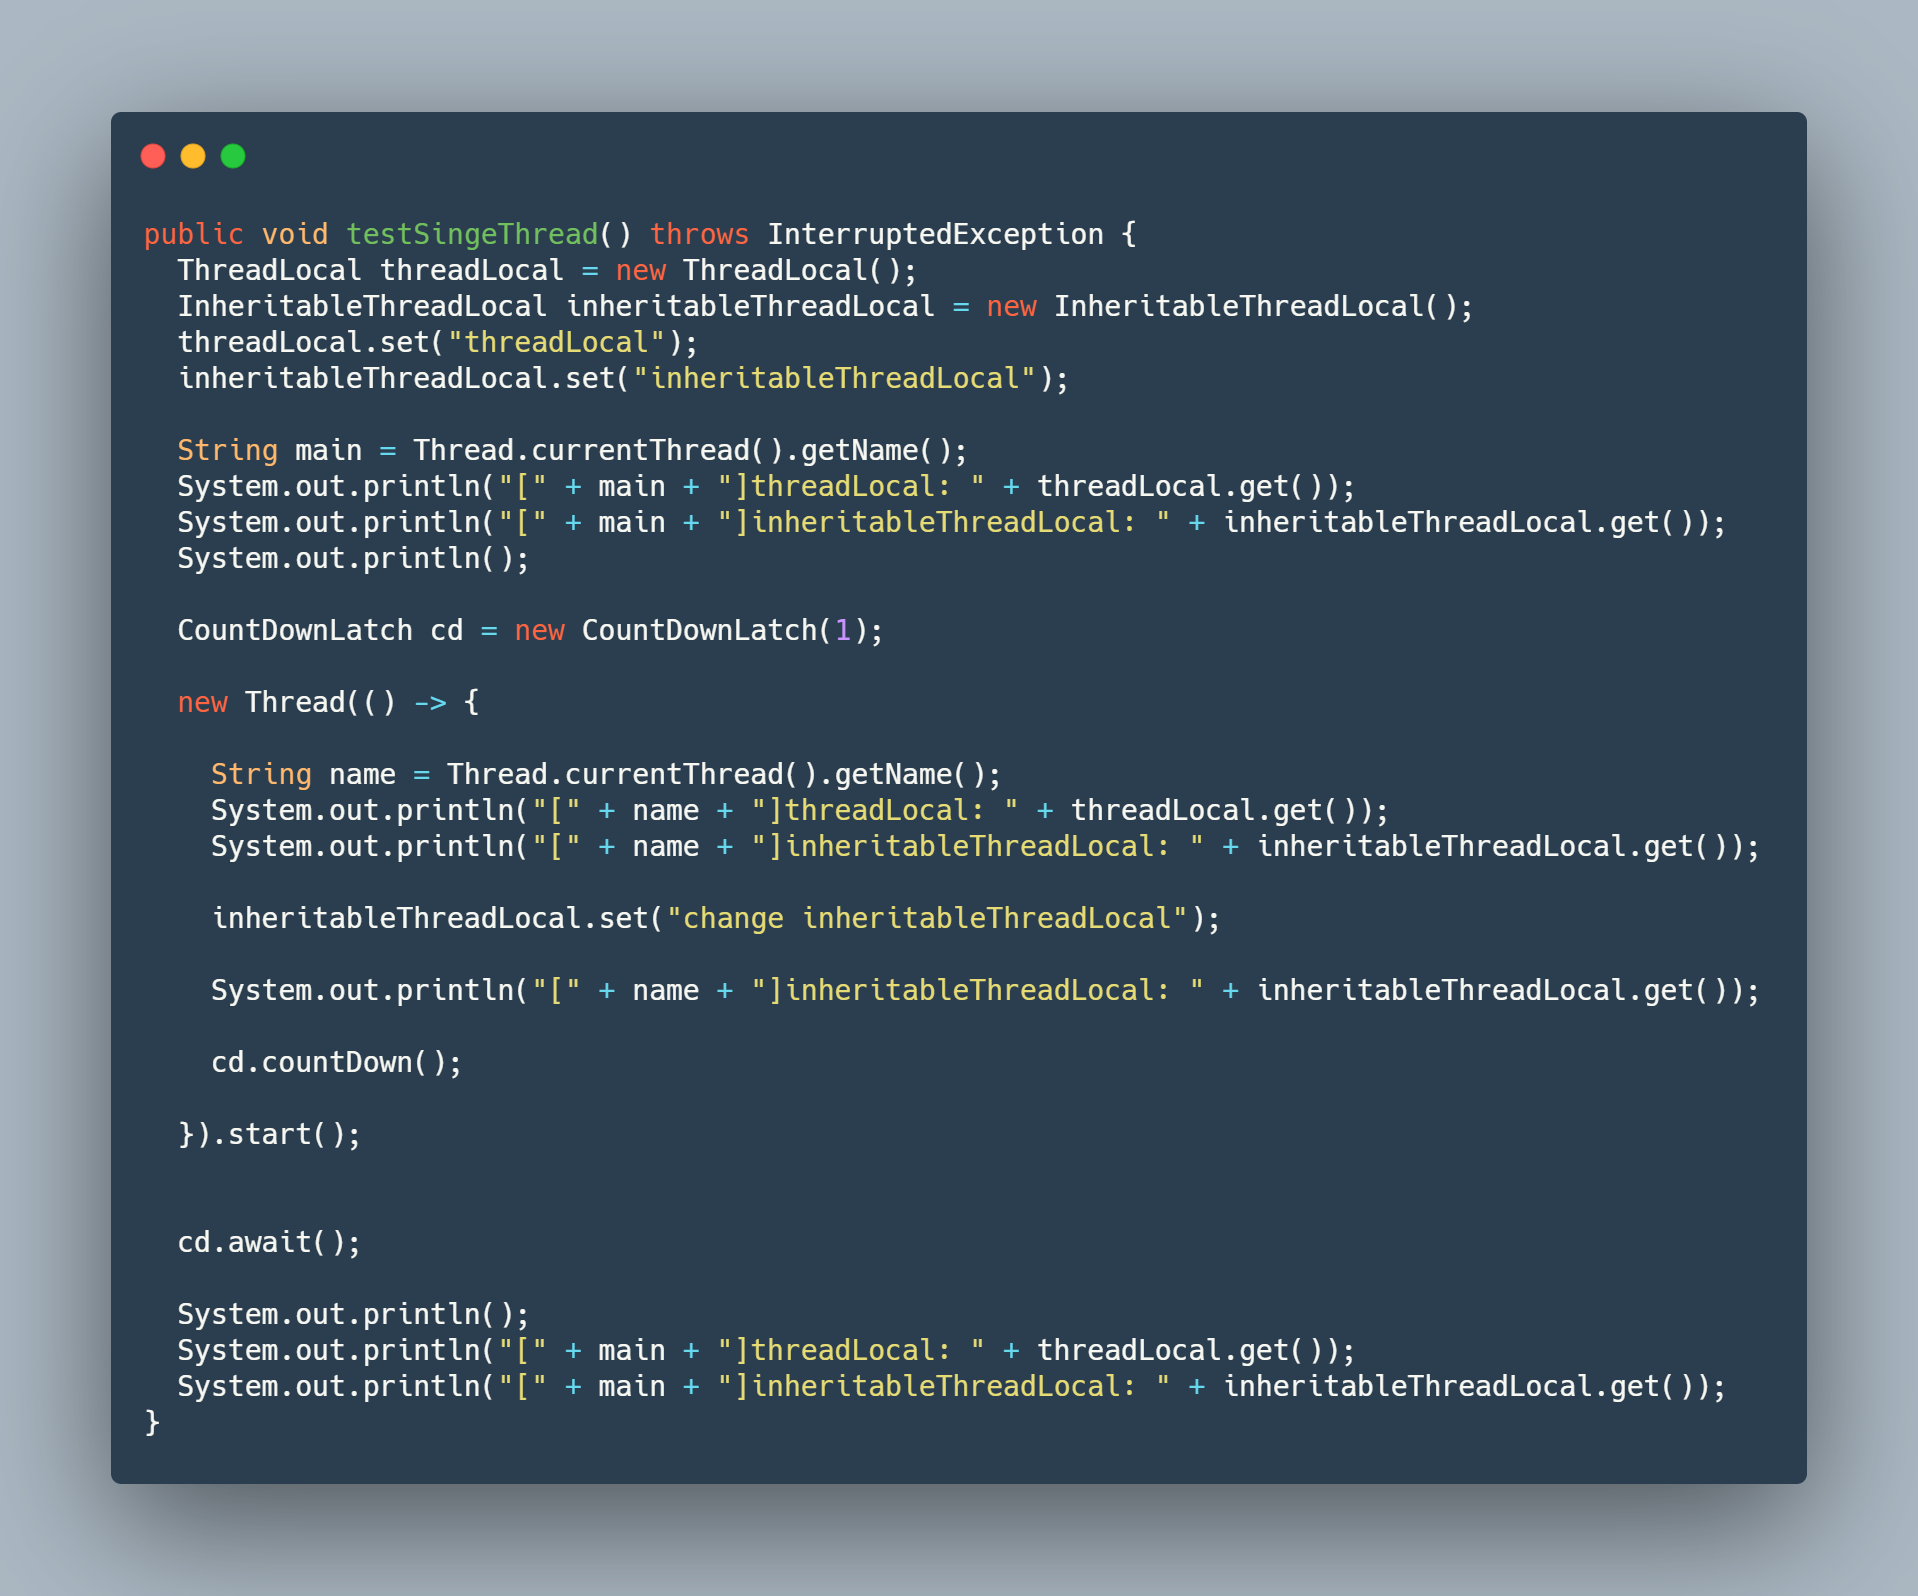 public void testSingeThread() throws InterruptedException {
  ThreadLocal threadLocal = new ThreadLocal();
  InheritableThreadLocal inheritableThreadLocal = new InheritableThreadLocal();
  threadLocal.set("threadLocal");
  inheritableThreadLocal.set("inheritableThreadLocal");

  String main = Thread.currentThread().getName();
  System.out.println("[" + main + "]threadLocal: " + threadLocal.get());
  System.out.println("[" + main + "]inheritableThreadLocal: " + inheritableThreadLocal.get());
  System.out.println();

  CountDownLatch cd = new CountDownLatch(1);

  new Thread(() -> {

    String name = Thread.currentThread().getName();
    System.out.println("[" + name + "]threadLocal: " + threadLocal.get());
    System.out.println("[" + name + "]inheritableThreadLocal: " + inheritableThreadLocal.get());

    inheritableThreadLocal.set("change inheritableThreadLocal");

    System.out.println("[" + name + "]inheritableThreadLocal: " + inheritableThreadLocal.get());

    cd.countDown();

  }).start();


  cd.await();

  System.out.println();
  System.out.println("[" + main + "]threadLocal: " + threadLocal.get());
  System.out.println("[" + main + "]inheritableThreadLocal: " + inheritableThreadLocal.get());
}